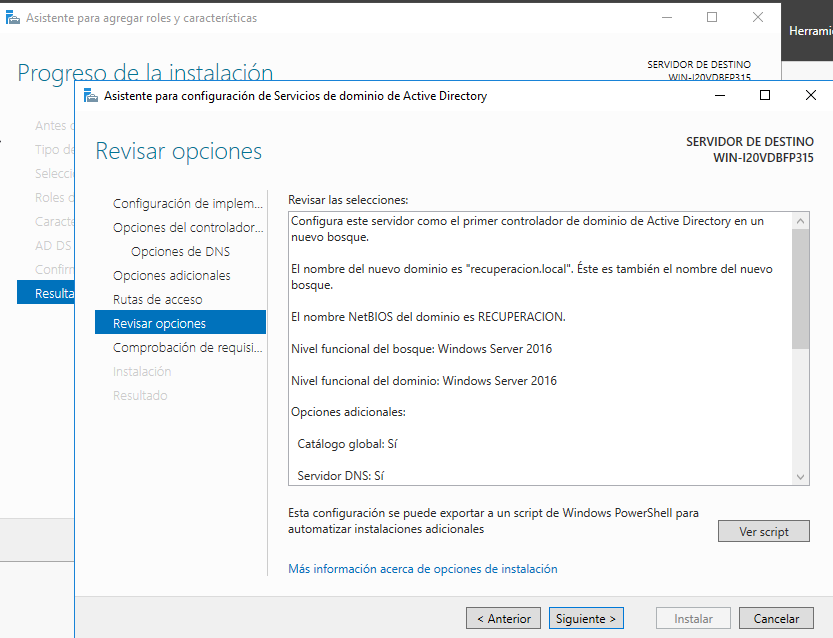 Asistente para agregar roles y características
Herrami
Progreso de la instalación
SERVIDOR DE DESTINO
WIN-I20VDBFP315
Antes
Tipo de
Selecci
Roles d
Caracte
AD DS
Confir
Resulta
Asistente para configuración de Servicios de dominio de Active Directory
Revisar opciones
SERVIDOR DE DESTINO
WIN-I20VDBFP315
Configuración de implem...
Opciones del controlador...
Opciones de DNS
Opciones adicionales
Rutas de acceso
Revisar opciones
Comprobación de requisi...
Instalación
Resultado
Revisar las selecciones:
Configura este servidor como el primer controlador de dominio de Active Directory en un
nuevo bosque.
El nombre del nuevo dominio es "recuperacion.local". Éste es también el nombre del nuevo
bosque.
El nombre NetBIOS del dominio es RECUPERACION.
Nivel funcional del bosque: Windows Server 2016
Nivel funcional del dominio: Windows Server 2016
Opciones adicionales:
Catálogo global: Sí
Servidor DNS: Sí
Esta configuración se puede exportar a un script de Windows PowerShell para
automatizar instalaciones adicionales
Ver script
Más información acerca de opciones de instalación
< Anterior
Siguiente >
Instalar
Cancelar